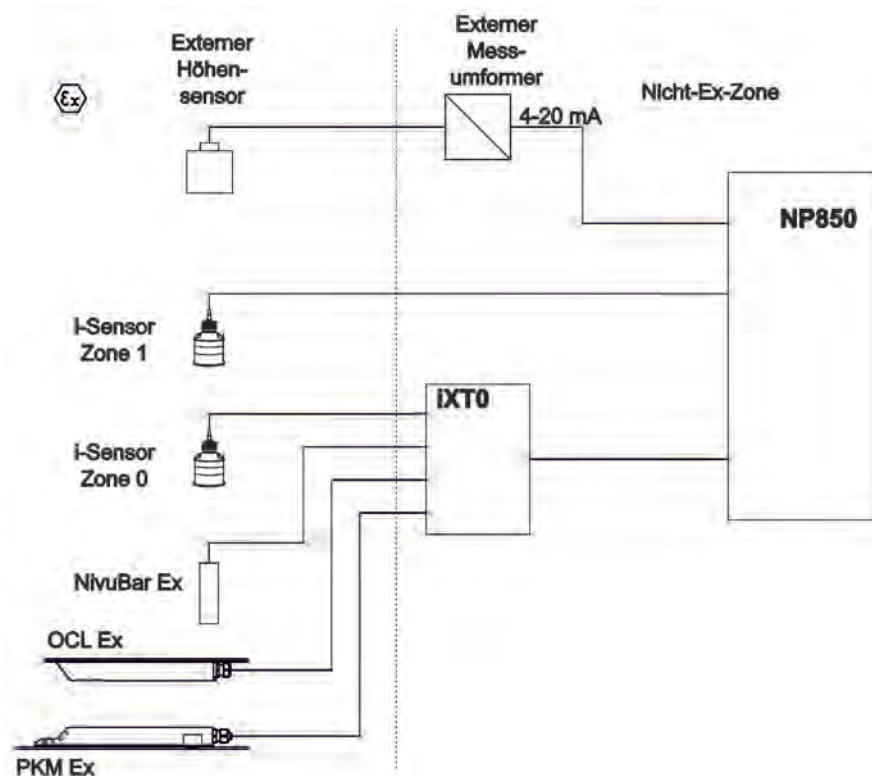 Externer
Höhen-
sensor
Externer
Mess-
umformer
Nicht-Ex-Zone
Ex
4-20 mA
NP850
i-Sensor
Zone 1
iXT0
i-Sensor
Zone 0
NivuBar Ex
OCL Ex
PKM Ex